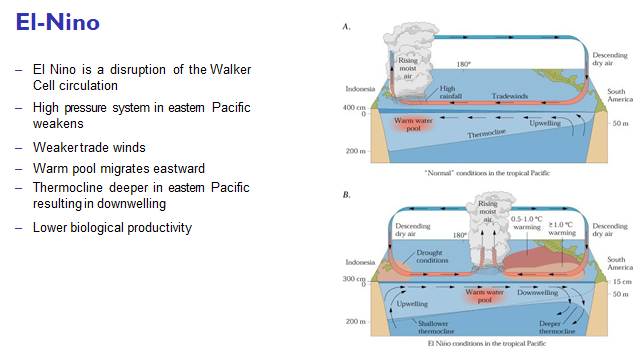 El-Nino
– El Nino is a disruption of the Walker
Cell circulation
– High pressure system in eastern Pacific
weakens
– Weaker trade winds
– Warm pool migrates eastward
– Thermocline deeper in eastern Pacific
resulting in downwelling
– Lower biological productivity
A.
Rising
moist
air
180°
Descending
dry air
Indonesia
High
rainfall
Tradewinds
South
America
400 cm
0
Warm water
pool
Upwelling
50 m
Thermocline
200 m
"Normal" conditions in the tropical Pacific
B.
Rising
moist
air
0.5-1.0 °C
warming
≥1.0 °C
warming
Descending
dry air
180°
Descending
dry air
Drought
conditions
Indonesia
South
America
300 cm
0
15 cm
Warm water
pool
Downwelling
50 m
Upwelling
200 m
Shallower
thermocline
Deeper
thermocline
El Niño conditions in the tropical Pacific